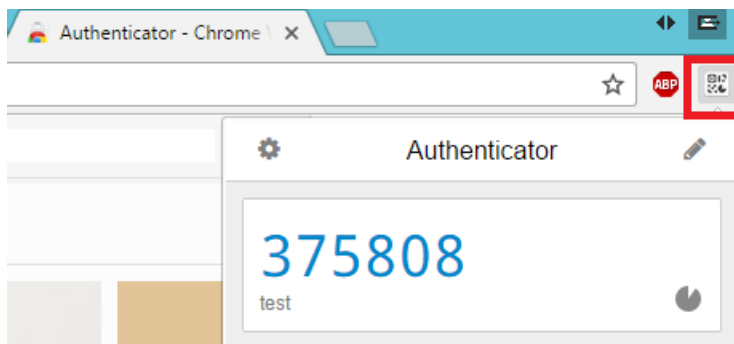 Authenticator - Chrome
ABP
Authenticator
375808
test